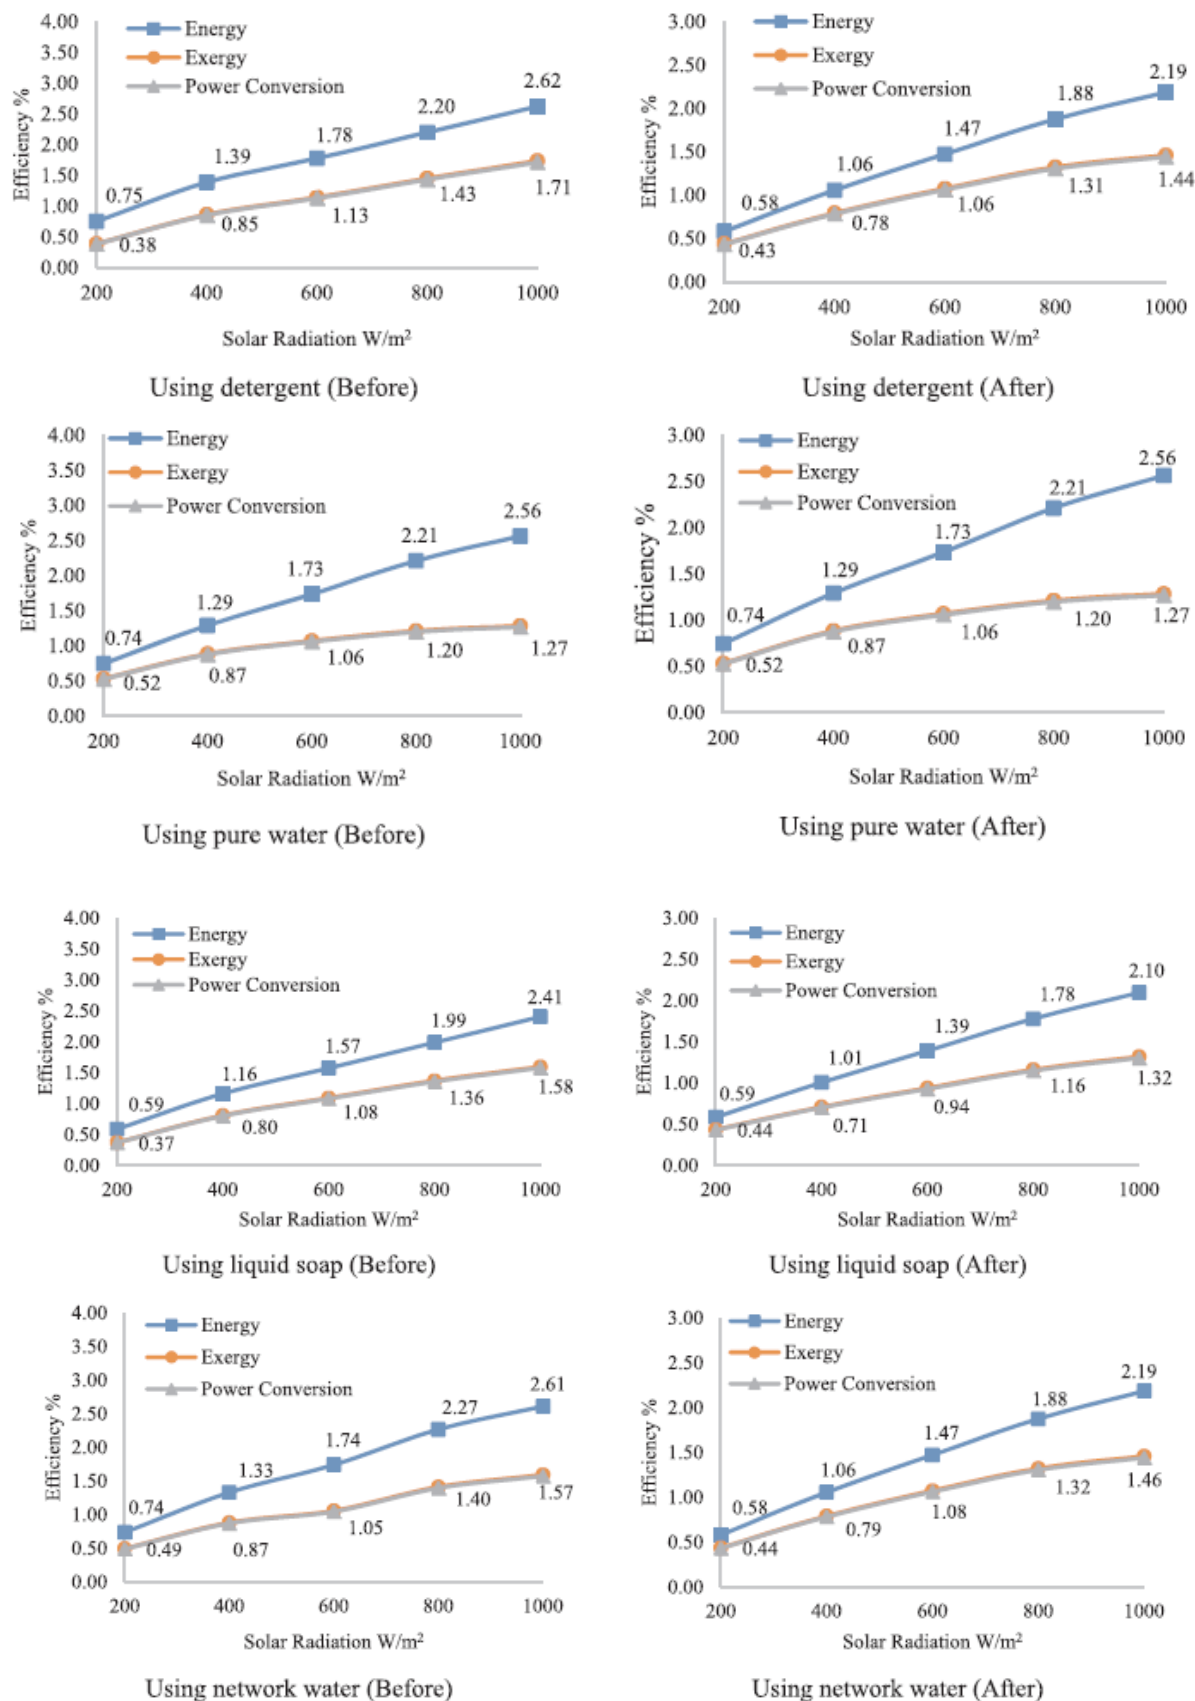 4.00
3.50
3.00
2.50
2.00
1.50
1.00
0.50
0.00
Efficiency %
Energy
Exergy
Power Conversion
0.75
1.39
1.78
2.20
2.62
0.38
0.85
1.13
1.43
1.71
200 400 600 800 1000
Solar Radiation W/m²
Using detergent (Before)
3.00
2.50
2.00
1.50
1.00
0.50
0.00
Efficiency %
Energy
Exergy
Power Conversion
0.58
1.06
1.47
1.88
2.19
0.43
0.78
1.06
1.31
1.44
200 400 600 800 1000
Solar Radiation W/m²
Using detergent (After)
4.00
3.50
3.00
2.50
2.00
1.50
1.00
0.50
0.00
Efficiency %
Energy
Exergy
Power Conversion
0.74
1.29
1.73
2.21
2.56
0.52
0.87
1.06
1.20
1.27
200 400 600 800 1000
Solar Radiation W/m²
Using pure water (Before)
3.00
2.50
2.00
1.50
1.00
0.50
0.00
Efficiency %
Energy
Exergy
Power Conversion
0.74
1.29
1.73
2.21
2.56
0.52
0.87
1.06
1.20
1.27
200 400 600 800 1000
Solar Radiation W/m²
Using pure water (After)
4.00
3.50
3.00
2.50
2.00
1.50
1.00
0.50
0.00
Efficiency %
Energy
Exergy
Power Conversion
0.59
1.16
1.57
1.99
2.41
0.37
0.80
1.08
1.36
1.58
200 400 600 800 1000
Solar Radiation W/m²
Using liquid soap (Before)
3.00
2.50
2.00
1.50
1.00
0.50
0.00
Efficiency %
Energy
Exergy
Power Conversion
0.59
1.01
1.39
1.78
2.10
0.44
0.71
0.94
1.16
1.32
200 400 600 800 1000
Solar Radiation W/m²
Using liquid soap (After)
4.00
3.50
3.00
2.50
2.00
1.50
1.00
0.50
0.00
Efficiency %
Energy
Exergy
Power Conversion
0.74
1.33
1.74
2.27
2.61
0.49
0.87
1.05
1.40
1.57
200 400 600 800 1000
Solar Radiation W/m²
Using network water (Before)
3.00
2.50
2.00
1.50
1.00
0.50
0.00
Efficiency %
Energy
Exergy
Power Conversion
0.58
1.06
1.47
1.88
2.19
0.44
0.79
1.08
1.32
1.46
200 400 600 800 1000
Solar Radiation W/m²
Using network water (After)